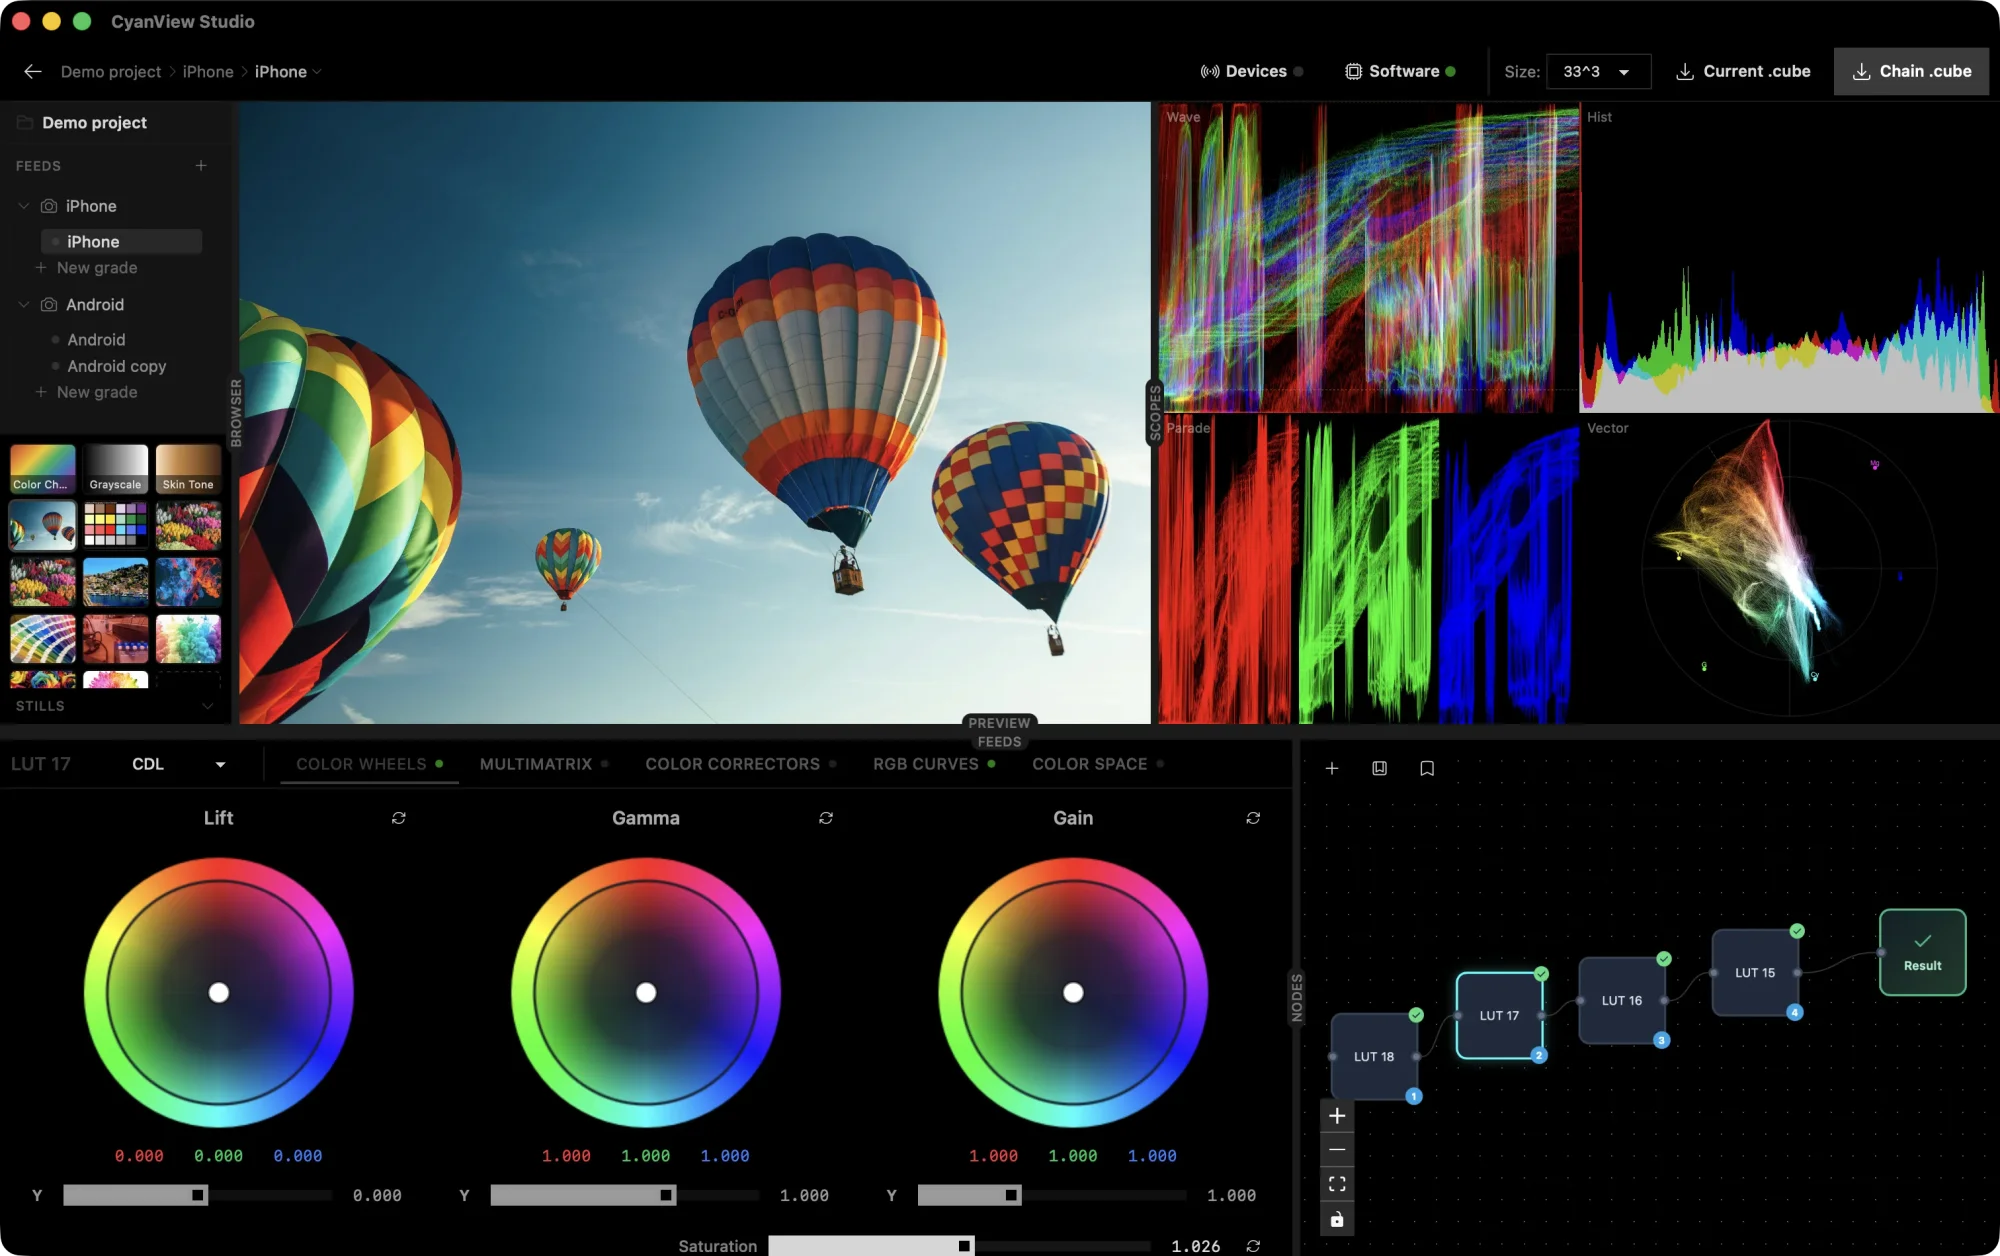 CyanView Studio
Demo project
iPhone
iPhone
Devices
Software
Size:
33^3
Current .cube
Chain .cube
Demo project
FEEDS
iPhone
iPhone
New grade
Android
Android
Android copy
New grade
BROWSER
Color Ch...
Grayscale
Skin Tone
STILLS
SCOPES
Wave
Hist
Parade
Vector
PREVIEW
FEEDS
LUT 17
CDL
COLOR WHEELS
MULTIMATRIX
COLOR CORRECTORS
RGB CURVES
COLOR SPACE
Lift
Gamma
Gain
0.000 0.000 0.000
1.000 1.000 1.000
1.000 1.000 1.000
Y 0.000
Y 1.000
Y 1.000
Saturation 1.026
NODES
LUT 18
1
LUT 17
2
LUT 16
3
LUT 15
4
Result